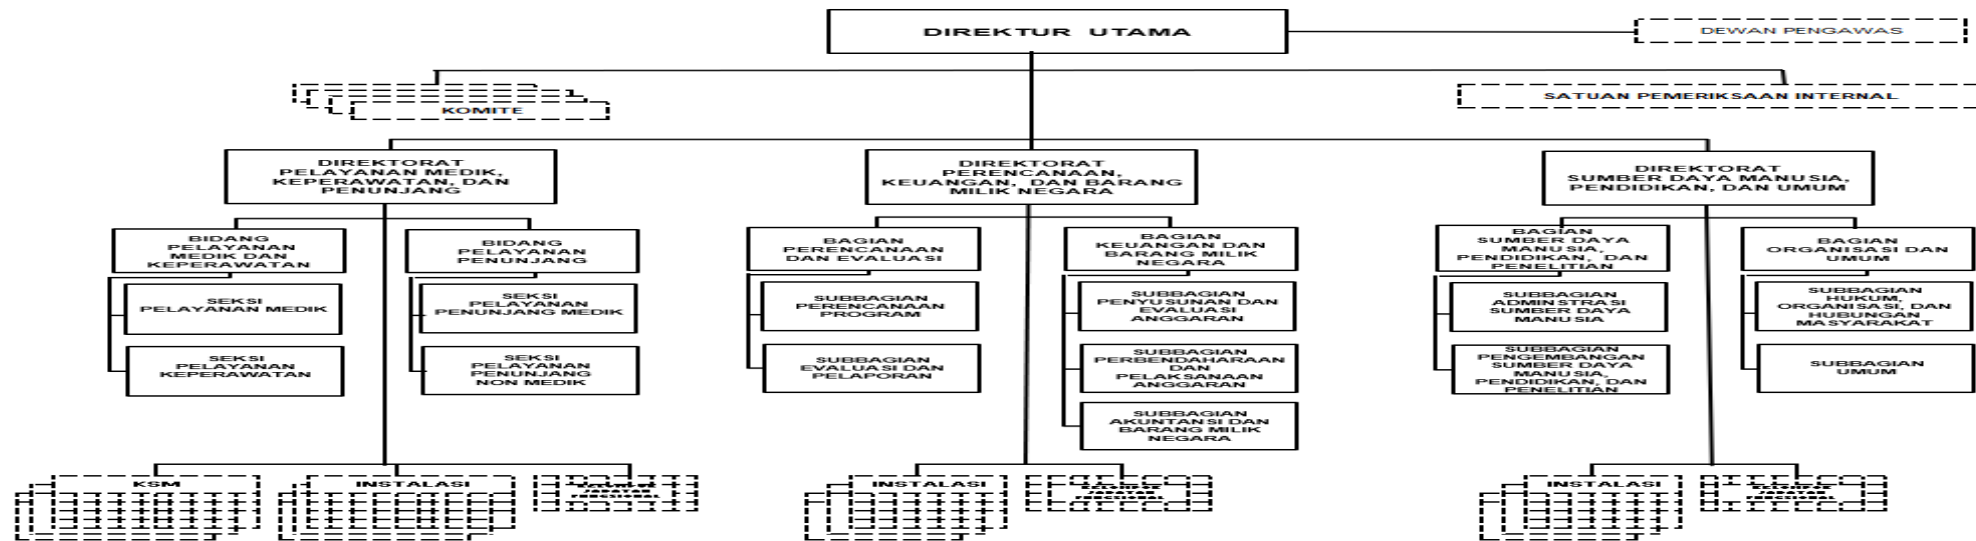 DIREKTUR UTAMA
DEWAN PENGAWAS
KOMITE
SATUAN PEMERIKSAAN INTERNAL
DIREKTORAT
PELAYANAN MEDIK,
KEPERAWATAN, DAN
PENUNJANG
DIREKTORAT
PERENCANAAN,
KEUANGAN, DAN BARANG
MILIK NEGARA
DIREKTORAT
SUMBER DAYA MANUSIA,
PENDIDIKAN, DAN UMUM
BIDANG
PELAYANAN
MEDIK DAN
KEPERAWATAN
BIDANG
PELAYANAN
PENUNJANG
BAGIAN
PERENCANAAN
DAN EVALUASI
BAGIAN
KEUANGAN DAN
BARANG MILIK
NEGARA
BAGIAN
SUMBER DAYA
MANUSIA,
PENDIDIKAN, DAN
PENELITIAN
BAGIAN
ORGANISASI DAN
UMUM
SEKSI
PELAYANAN MEDIK
SEKSI
PELAYANAN
PENUNJANG MEDIK
SUBBAGIAN
PERENCANAAN
PROGRAM
SUBBAGIAN
PENYUSUNAN DAN
EVALUASI
ANGGARAN
SUBBAGIAN
ADMINSTRASI
SUMBER DAYA
MANUSIA
SUBBAGIAN
HUKUM,
ORGANISASI, DAN
HUBUNGAN
MASYARAKAT
SEKSI
PELAYANAN
KEPERAWATAN
SEKSI
PELAYANAN
PENUNJANG
NON MEDIK
SUBBAGIAN
EVALUASI DAN
PELAPORAN
SUBBAGIAN
PERBENDAHARAAN
DAN
PELAKSANAAN
ANGGARAN
SUBBAGIAN
PENGEMBANGAN
SUMBER DAYA
MANUSIA,
PENDIDIKAN, DAN
PENELITIAN
SUBBAGIAN
UMUM
SUBBAGIAN
AKUNTANSI DAN
BARANG MILIK
NEGARA
KSM
INSTALASI
INSTALASI
INSTALASI